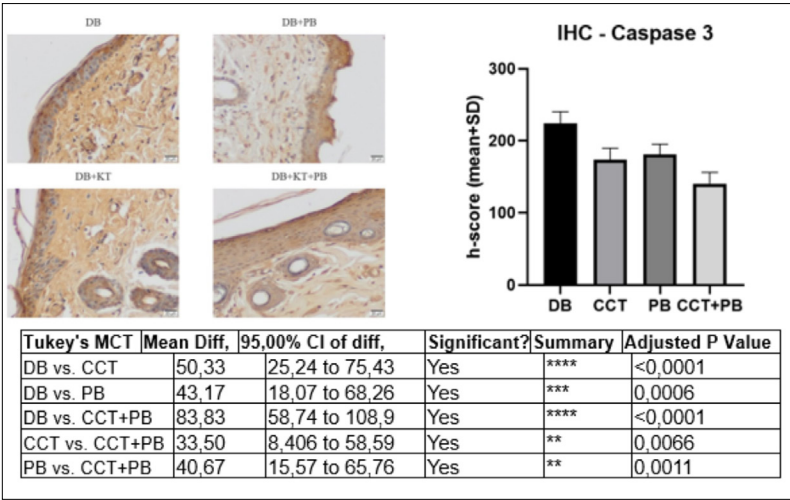 DB
DB+PB
DB+KT
DB+KT+PB
IHC - Caspase 3
h-score (mean+SD)
300
200
100
0
DB CCT PB CCT+PB
Tukey's MCT Mean Diff, 95,00% CI of diff, Significant? Summary Adjusted P Value
DB vs. CCT 50,33 25,24 to 75,43 Yes **** <0,0001
DB vs. PB 43,17 18,07 to 68,26 Yes *** 0,0006
DB vs. CCT+PB 83,83 58,74 to 108,9 Yes **** <0,0001
CCT vs. CCT+PB 33,50 8,406 to 58,59 Yes ** 0,0066
PB vs. CCT+PB 40,67 15,57 to 65,76 Yes ** 0,0011